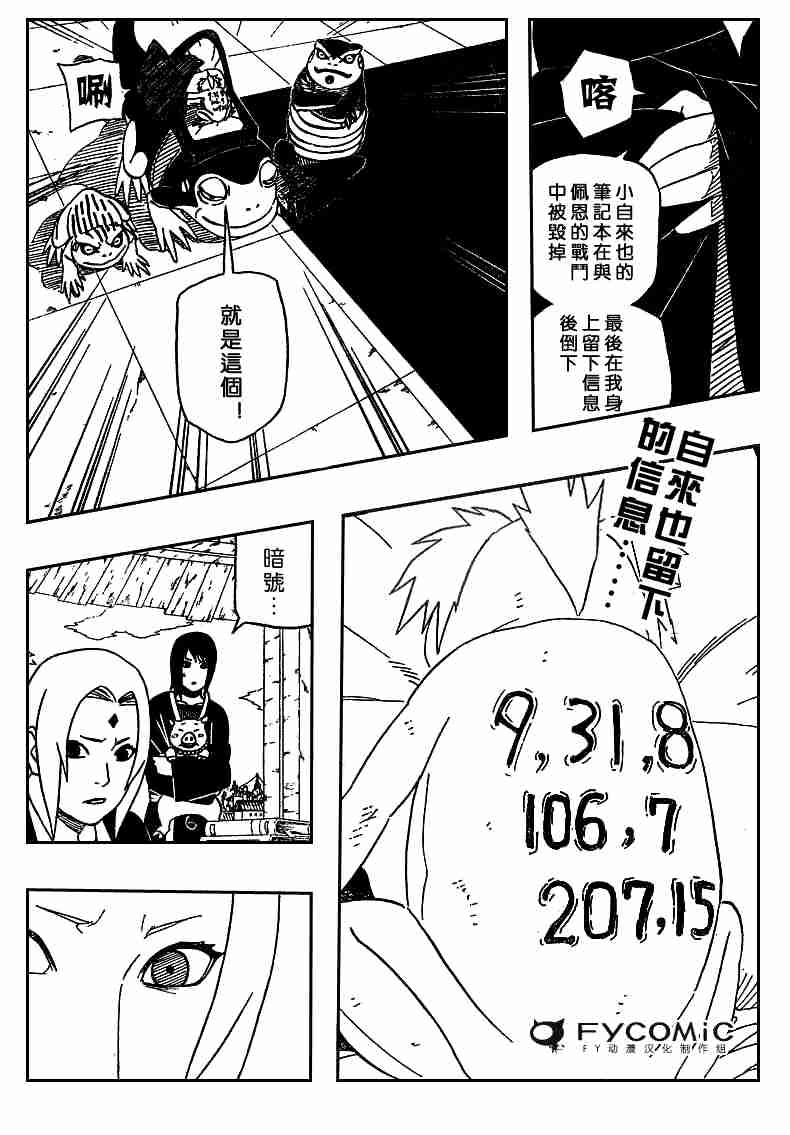 喀
小自來也的
筆記本在與
佩恩的戰鬥
中被毀掉
最後在我身
上留下信息
後倒下
唰
就是這個！
自來也留下
的信息……
9,31,8
106,7
207,15
暗號…
FYCOMiC
FY动漫汉化制作组